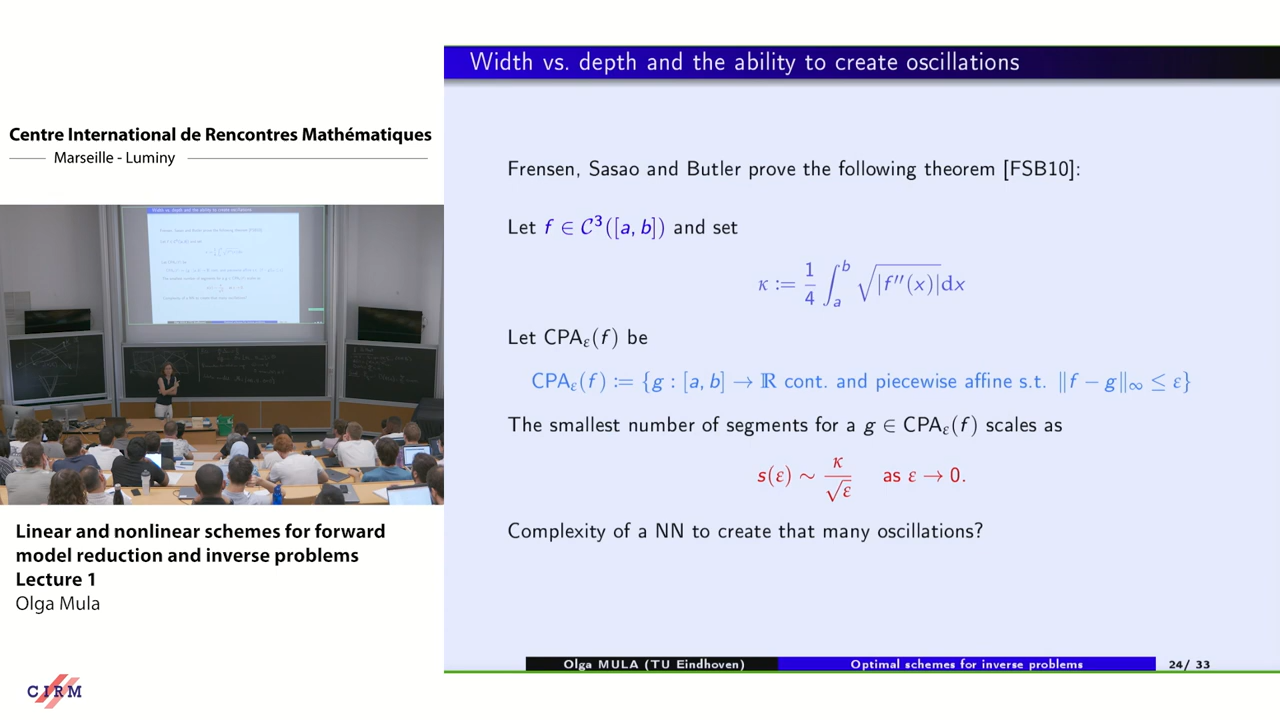 Centre International de Rencontres Mathématiques
Marseille - Luminy
Linear and nonlinear schemes for forward
model reduction and inverse problems
Lecture 1
Olga Mula
CIRM
Width vs. depth and the ability to create oscillations
Frensen, Sasao and Butler prove the following theorem [FSB10]:
Let f ∈ C³([a, b]) and set
κ := 1/4 ∫_a^b √|f″(x)|dx
Let CPA_ε(f) be
CPA_ε(f) := {g : [a, b] → ℝ cont. and piecewise affine s.t. ‖f − g‖_∞ ≤ ε}
The smallest number of segments for a g ∈ CPA_ε(f) scales as
s(ε) ∼ κ/√ε as ε → 0.
Complexity of a NN to create that many oscillations?
Olga MULA (TU Eindhoven) Optimal schemes for inverse problems 24/ 33